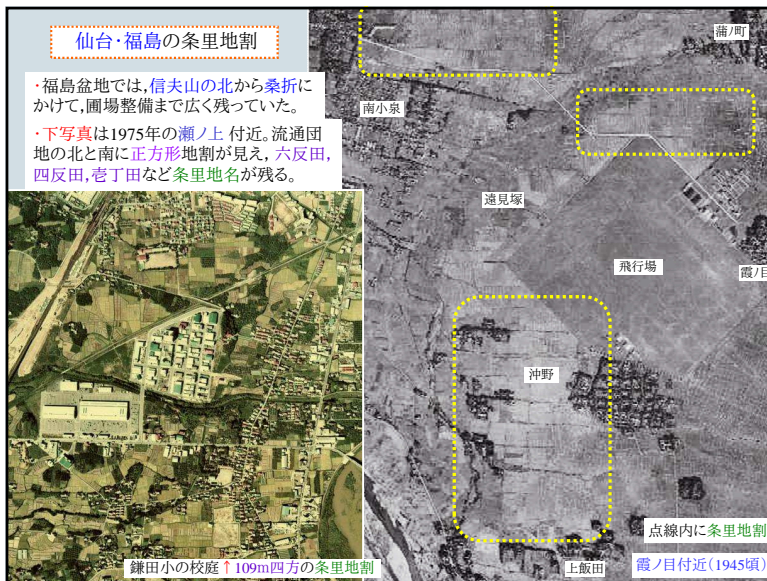 仙台・福島の条里地割
・福島盆地では,信夫山の北から桑折に
かけて,圃場整備まで広く残っていた。
・下写真は1975年の瀬ノ上 付近。流通団
地の北と南に正方形地割が見え, 六反田,
四反田,壱丁田など条里地名が残る。
蒲ノ町
南小泉
遠見塚
飛行場
霞ノ目
沖野
点線内に条里地割
上飯田
霞ノ目付近(1945頃)
鎌田小の校庭↑109m四方の条里地割